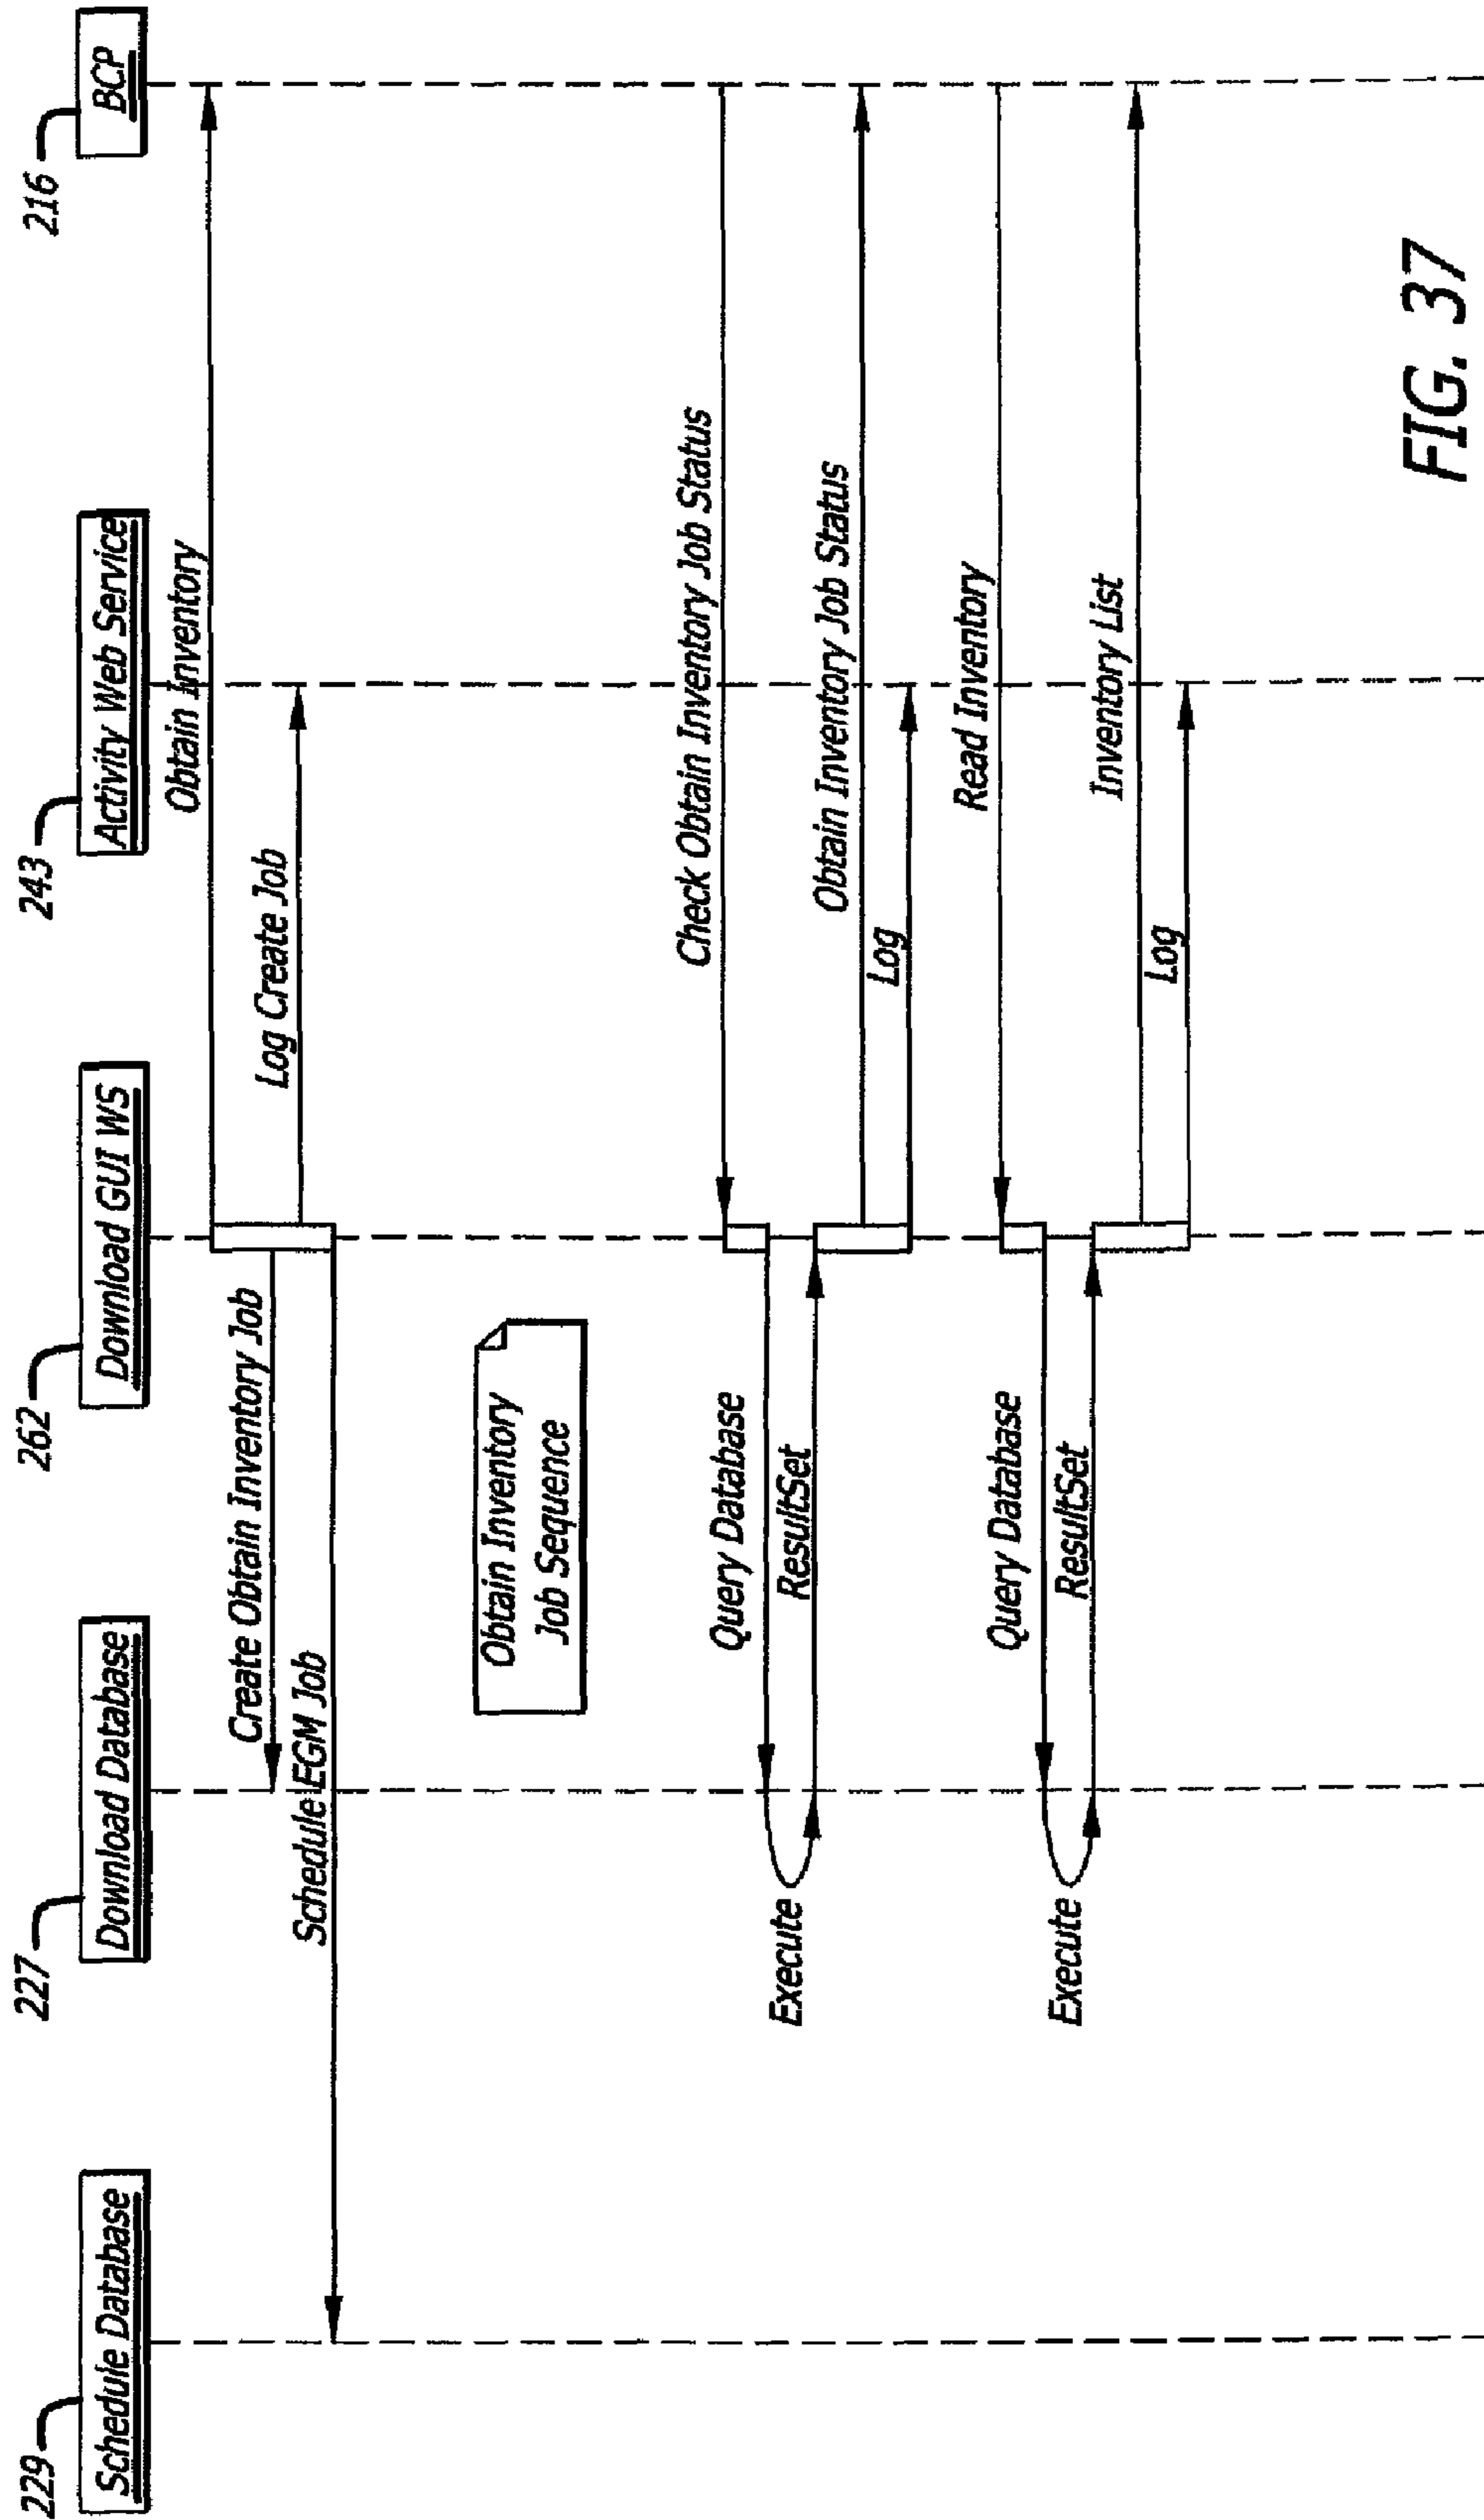 229
Schedule Database
227
Download Database
262
Download GUI WS
243
Activity Web Service
216
BCP
Obtain Inventory
Create Obtain Inventory Job
Log Create Job
Schedule EGM Job
Obtain Inventory
Job Sequence
Check Obtain Inventory Job Status
Query Database
Execute
ResultSet
Obtain Inventory Job Status
Log
Read Inventory
Query Database
Execute
ResultSet
Inventory List
Log
FIG. 37